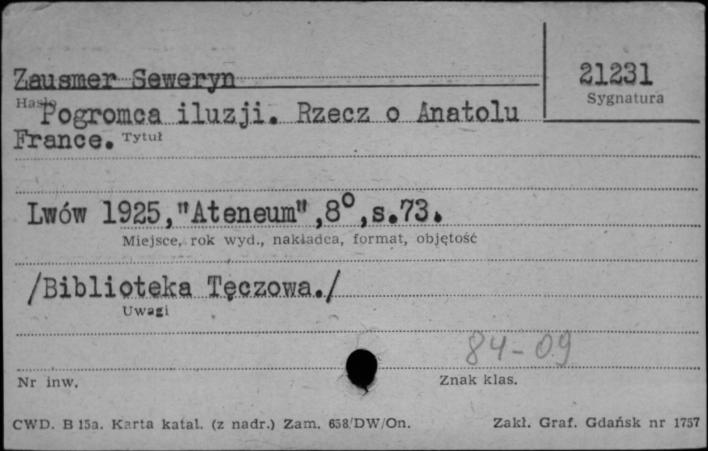 Zausmer Seweryn
21231
Hasło
Sygnatura
Pogromca iluzji. Rzecz o Anatolu
France. Tytuł
Lwów 1925,"Ateneum",8°,s.73.
Miejsce, rok wyd., nakładca, format, objętość
/Biblioteka Tęczowa./
Uwagi
84-09
Nr inw.
Znak klas.
CWD. B 15a. Karta katal. (z nadr.) Zam. 658/DW/On.
Zakł. Graf. Gdańsk nr 1757